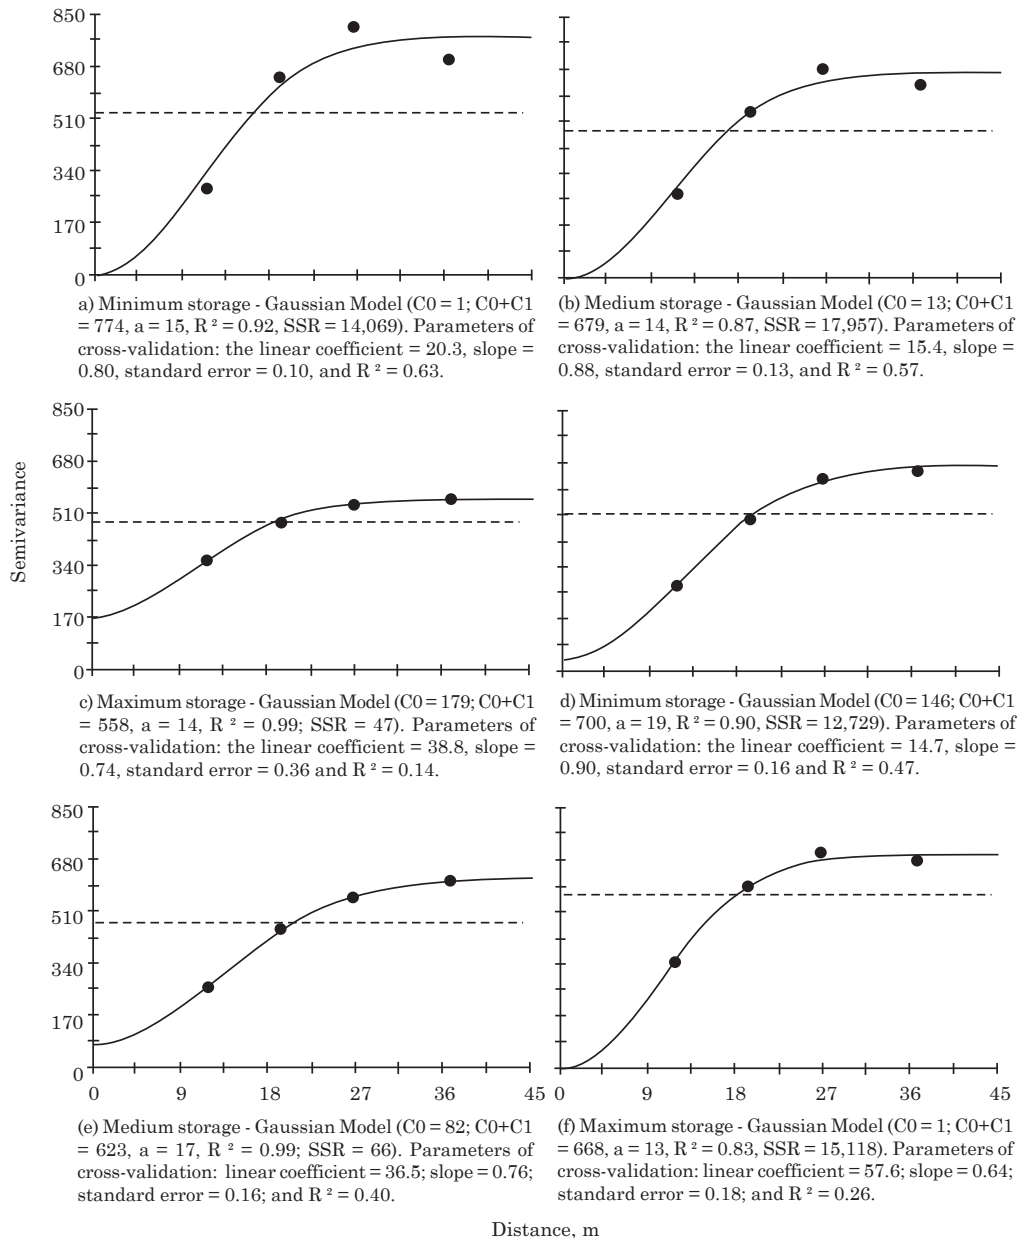 850
680
510
340
170
0
a) Minimum storage - Gaussian Model (C0 = 1; C0+C1
= 774, a = 15, R ² = 0.92, SSR = 14,069). Parameters of
cross-validation: the linear coefficient = 20.3, slope =
0.80, standard error = 0.10, and R ² = 0.63.
(b) Medium storage - Gaussian Model (C0 = 13; C0+C1
= 679, a = 14, R ² = 0.87, SSR = 17,957). Parameters of
cross-validation: the linear coefficient = 15.4, slope =
0.88, standard error = 0.13, and R ² = 0.57.
Semivariance
850
680
510
340
170
0
c) Maximum storage - Gaussian Model (C0 = 179; C0+C1
= 558, a = 14, R ² = 0.99; SSR = 47). Parameters of
cross-validation: the linear coefficient = 38.8, slope =
0.74, standard error = 0.36 and R ² = 0.14.
d) Minimum storage - Gaussian Model (C0 = 146; C0+C1
= 700, a = 19, R ² = 0.90, SSR = 12,729). Parameters of
cross-validation: the linear coefficient = 14.7, slope =
0.90, standard error = 0.16 and R ² = 0.47.
850
680
510
340
170
0
0 9 18 27 36 45
0 9 18 27 36 45
(e) Medium storage - Gaussian Model (C0 = 82; C0+C1
= 623, a = 17, R ² = 0.99; SSR = 66). Parameters of
cross-validation: linear coefficient = 36.5; slope = 0.76;
standard error = 0.16; and R ² = 0.40.
(f) Maximum storage - Gaussian Model (C0 = 1; C0+C1
= 668, a = 13, R ² = 0.83, SSR = 15,118). Parameters of
cross-validation: linear coefficient = 57.6; slope = 0.64;
standard error = 0.18; and R ² = 0.26.
Distance, m